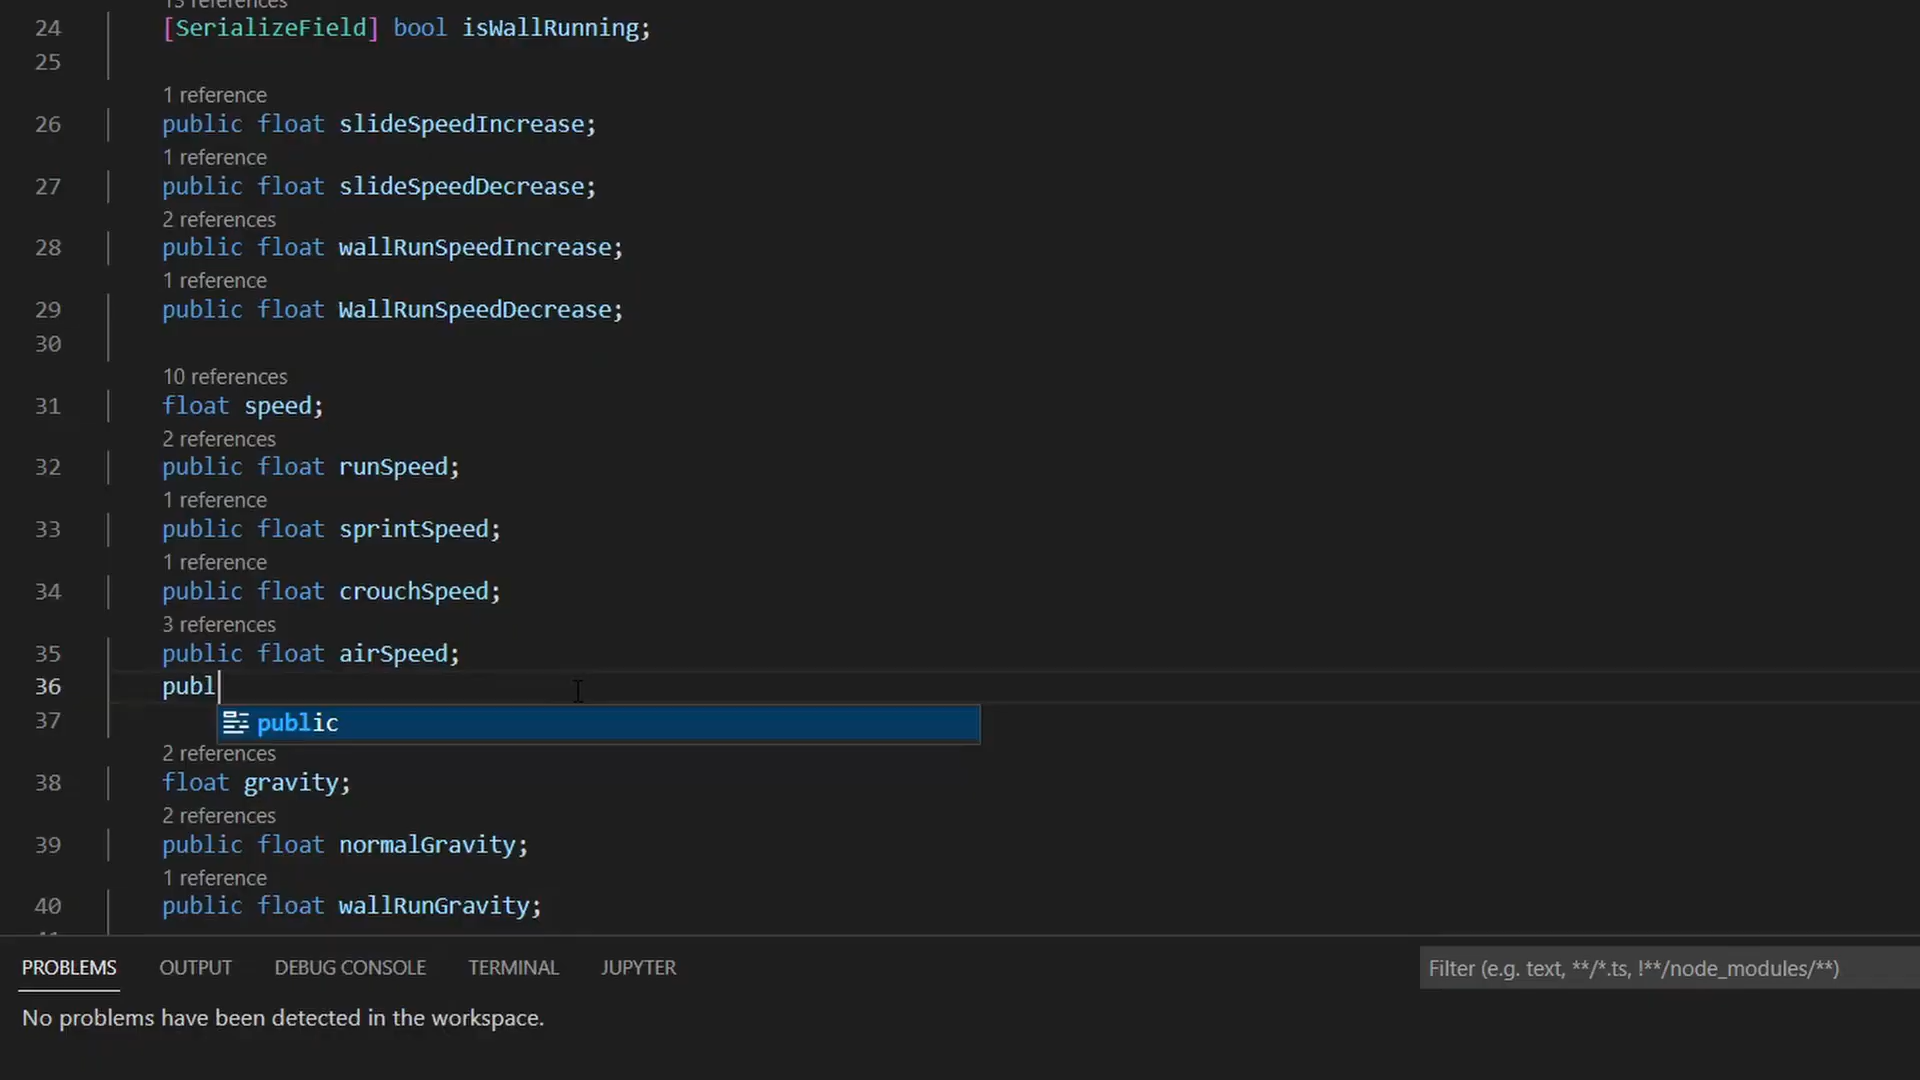 13 references
24 [SerializeField] bool isWallRunning;
25
1 reference
26 public float slideSpeedIncrease;
1 reference
27 public float slideSpeedDecrease;
2 references
28 public float wallRunSpeedIncrease;
1 reference
29 public float WallRunSpeedDecrease;
30
10 references
31 float speed;
2 references
32 public float runSpeed;
1 reference
33 public float sprintSpeed;
1 reference
34 public float crouchSpeed;
3 references
35 public float airSpeed;
36 publ
37 public
2 references
38 float gravity;
2 references
39 public float normalGravity;
1 reference
40 public float wallRunGravity;
PROBLEMS OUTPUT DEBUG CONSOLE TERMINAL JUPYTER Filter (e.g. text, **/*.ts, !**/node_modules/**)
No problems have been detected in the workspace.